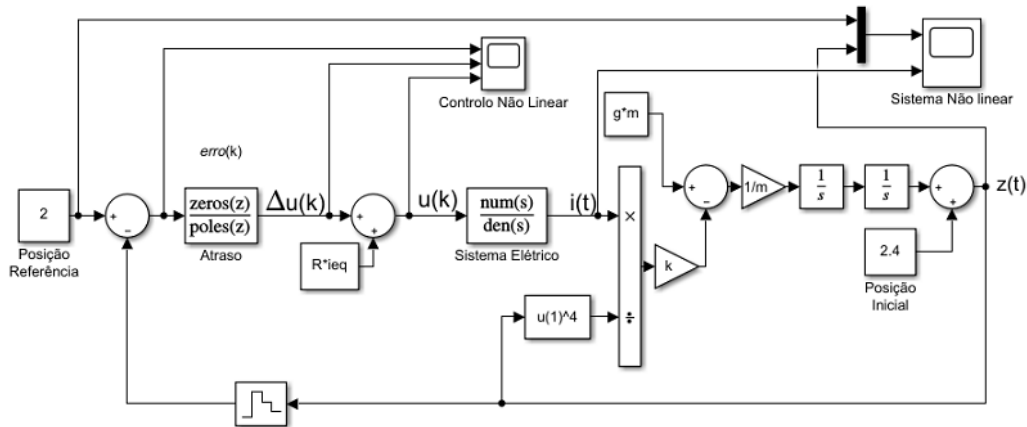 Controlo Não Linear
Sistema Não linear
g*m
erro(k)
2
Posição
Referência
+
−
zeros(z)
poles(z)
Atraso
Δu(k)
+
+
R*ieq
u(k)
num(s)
den(s)
Sistema Elétrico
i(t)
×
÷
u(1)^4
k
+
−
1/m
1
s
1
s
+
+
z(t)
2.4
Posição
Inicial